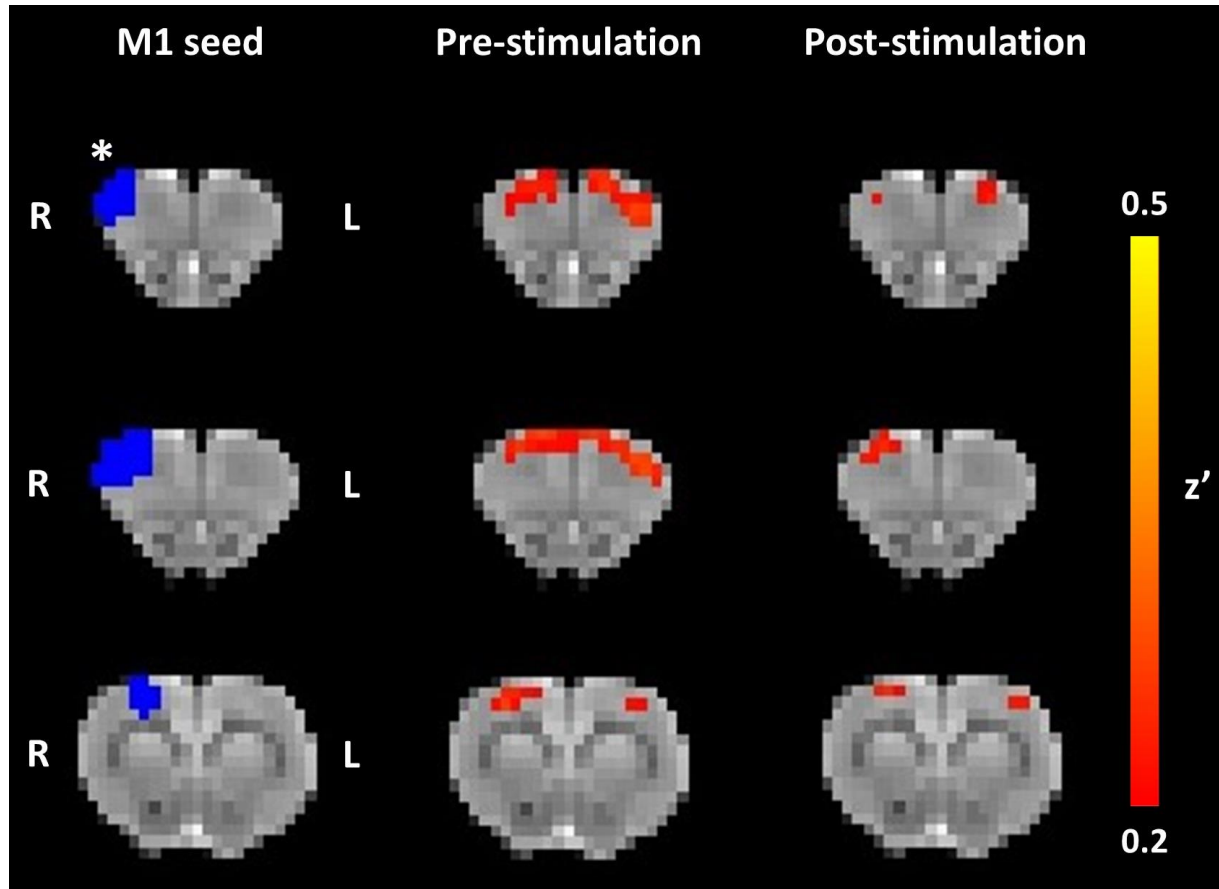 M1 seed Pre-stimulation Post-stimulation
*
R L
0.5
R L
z’
R L
0.2